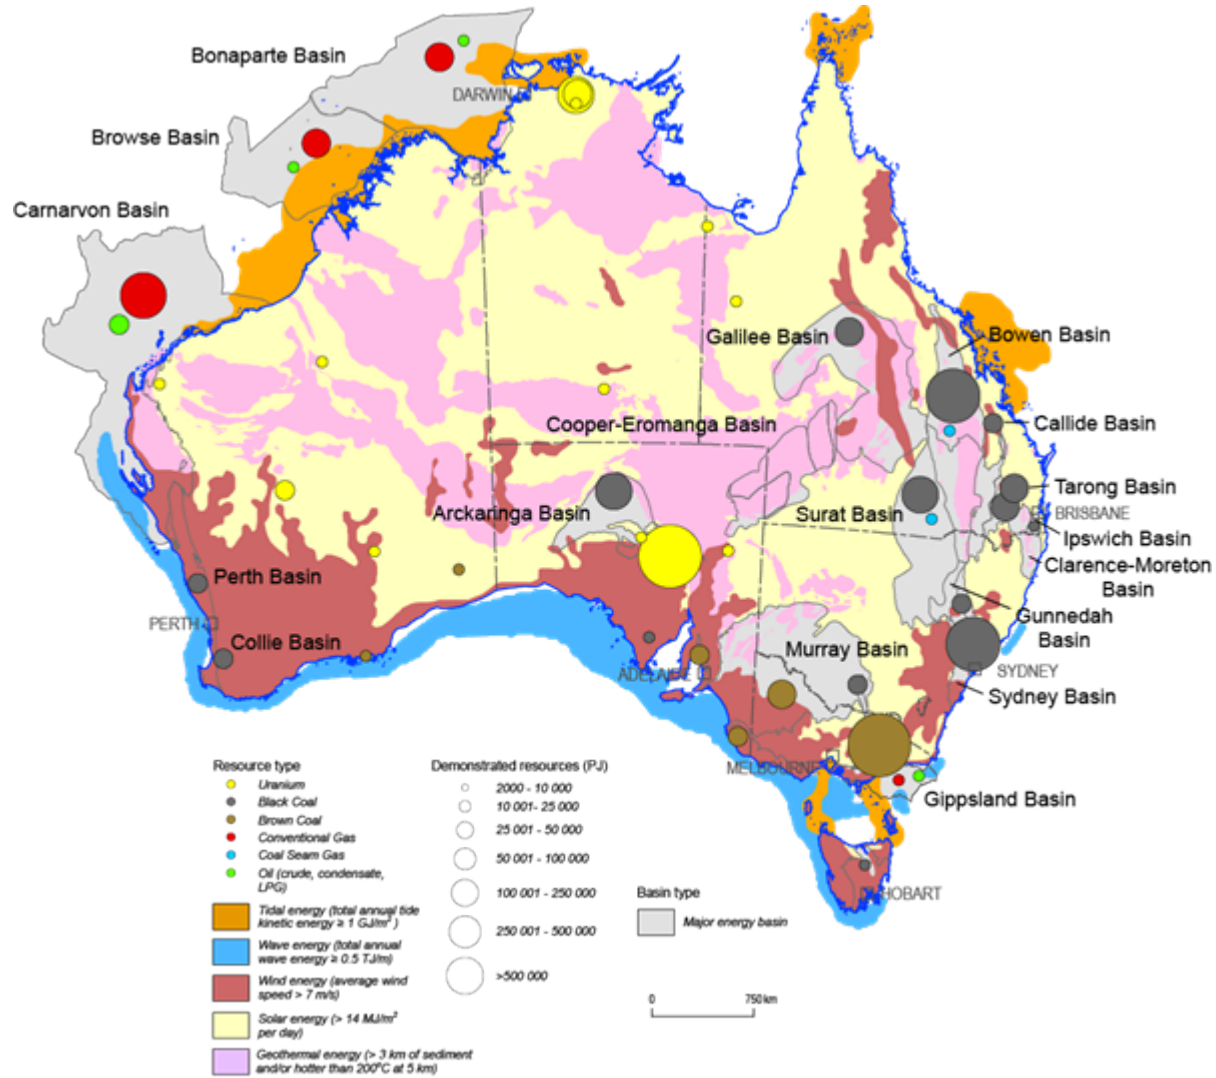 Bonaparte Basin
DARWIN
Browse Basin
Carnarvon Basin
Galilee Basin
Bowen Basin
Cooper-Eromanga Basin
Callide Basin
Arckaringa Basin
Surat Basin
Tarong Basin
BRISBANE
Ipswich Basin
Clarence-Moreton
Basin
Perth Basin
PERTH
Collie Basin
Gunnedah
Basin
ADELAIDE
Murray Basin
SYDNEY
Sydney Basin
MELBOURNE
Gippsland Basin
HOBART
Resource type
Uranium
Black Coal
Brown Coal
Conventional Gas
Coal Seam Gas
Oil (crude, condensate,
LPG)
Tidal energy (total annual tide
kinetic energy ≥ 1 GJ/m²)
Wave energy (total annual
wave energy ≥ 0.5 TJ/m)
Wind energy (average wind
speed > 7 m/s)
Solar energy (> 14 MJ/m²
per day)
Geothermal energy (> 3 km of sediment
and/or hotter than 200°C at 5 km)
Demonstrated resources (PJ)
2000 - 10 000
10 001- 25 000
25 001 - 50 000
50 001 - 100 000
100 001 - 250 000
250 001 - 500 000
>500 000
Basin type
Major energy basin
0 750 km